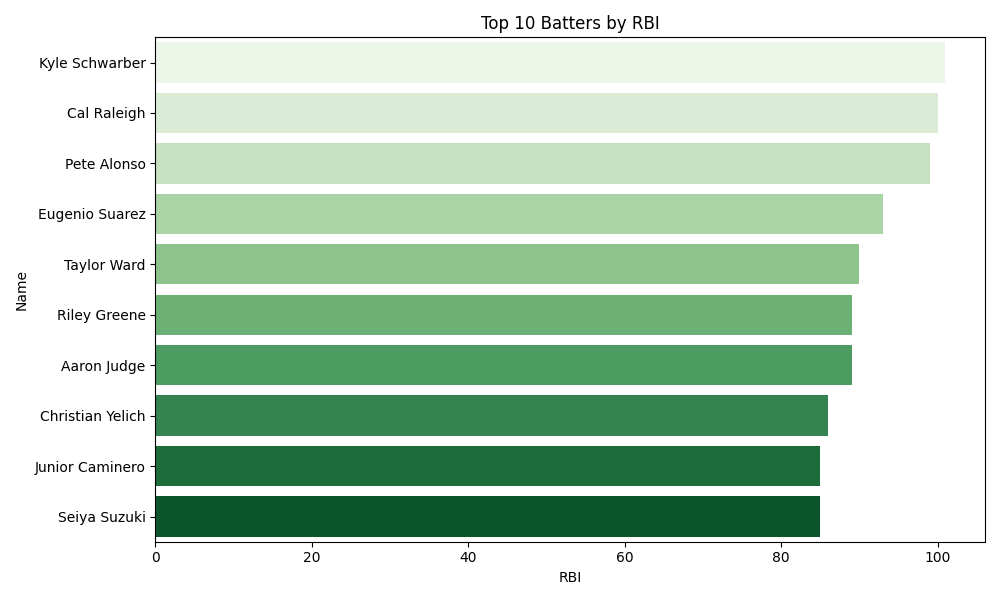 Top 10 Batters by RBI
Name
Kyle Schwarber
Cal Raleigh
Pete Alonso
Eugenio Suarez
Taylor Ward
Riley Greene
Aaron Judge
Christian Yelich
Junior Caminero
Seiya Suzuki
0 20 40 60 80 100
RBI